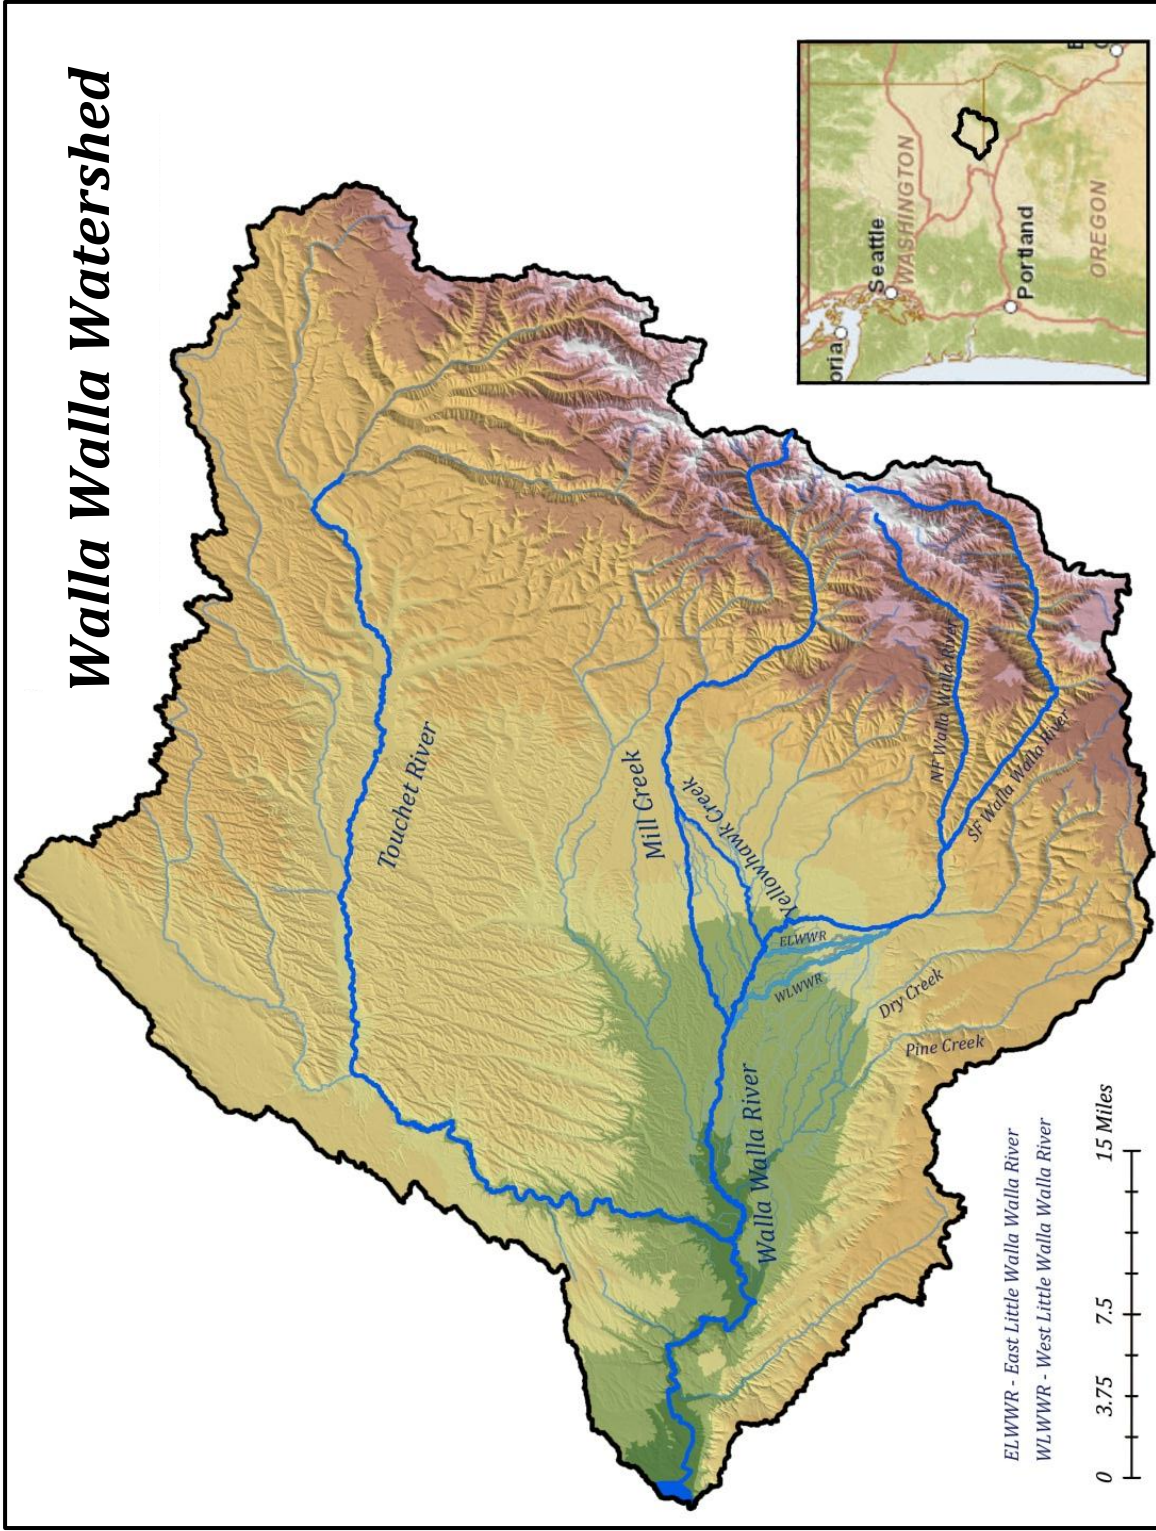 Walla Walla Watershed
Seattle
WASHINGTON
Portland
OREGON
oria
Touchet River
Mill Creek
Yellowhawk Creek
NF Walla Walla River
SF Walla Walla River
ELWWR
WLWWR
Dry Creek
Pine Creek
Walla Walla River
ELWWR - East Little Walla Walla River
WLWWR - West Little Walla Walla River
0 3.75 7.5 15 Miles